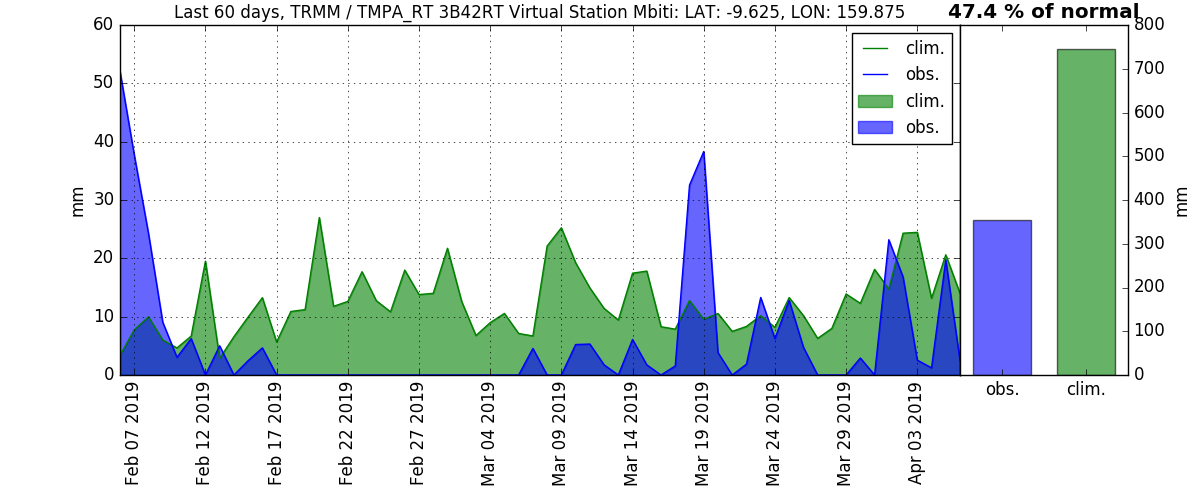 Last 60 days, TRMM / TMPA_RT 3B42RT Virtual Station Mbiti: LAT: -9.625, LON: 159.875
47.4 % of normal
60
50
40
30
20
10
0
mm
clim.
obs.
clim.
obs.
800
700
600
500
400
300
200
100
0
mm
obs.
clim.
Feb 07 2019
Feb 12 2019
Feb 17 2019
Feb 22 2019
Feb 27 2019
Mar 04 2019
Mar 09 2019
Mar 14 2019
Mar 19 2019
Mar 24 2019
Mar 29 2019
Apr 03 2019